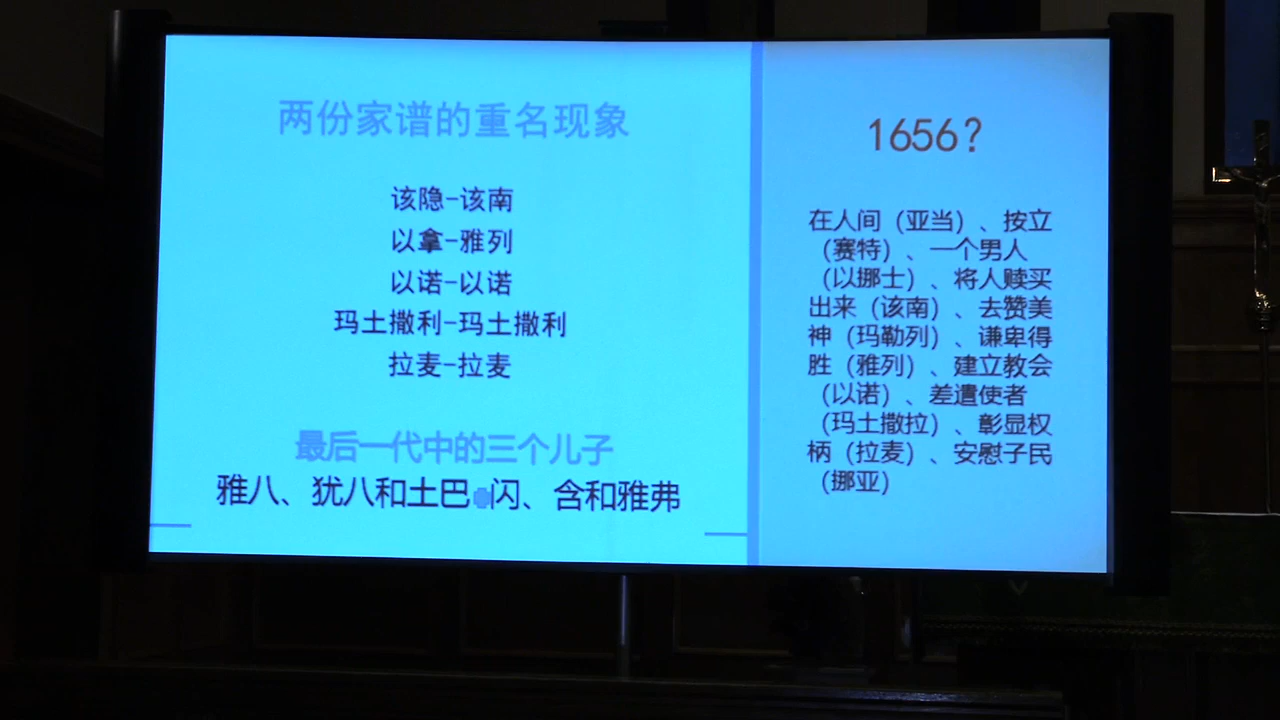 两份家谱的重名现象
该隐-该南
以拿-雅列
以诺-以诺
玛土撒利-玛土撒利
拉麦-拉麦
最后一代中的三个儿子
雅八、犹八和土巴 闪、含和雅弗
1656?
在人间（亚当）、按立
（赛特）、一个男人
（以挪士）、将人赎买
出来（该南）、去赞美
神（玛勒列）、谦卑得
胜（雅列）、建立教会
（以诺）、差遣使者
（玛土撒拉）、彰显权
柄（拉麦）、安慰子民
（挪亚）